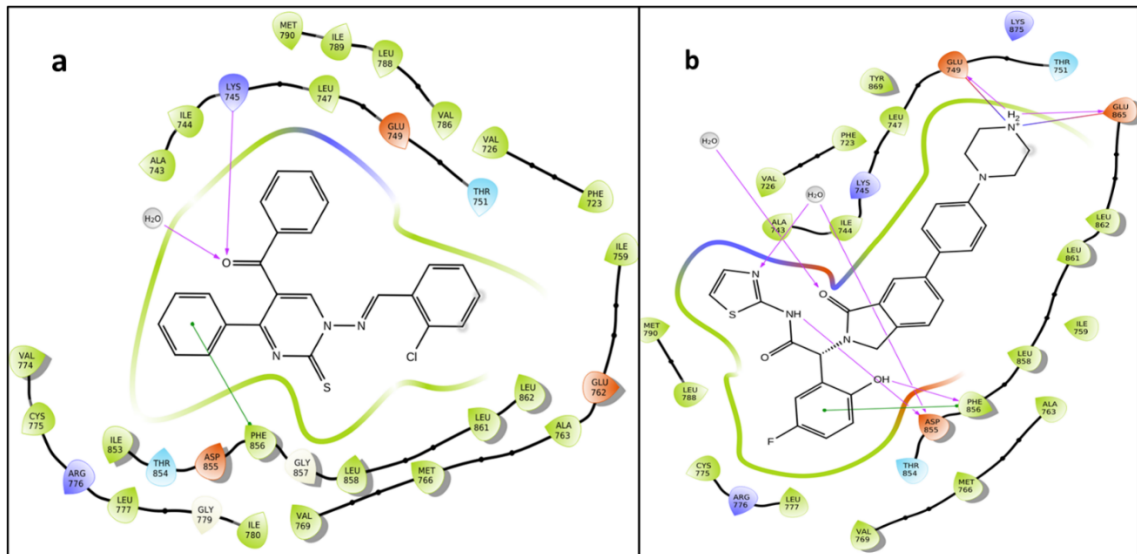 a
MET
790
ILE
789
LEU
788
LYS
745
LEU
747
VAL
786
ILE
744
GLU
749
VAL
726
ALA
743
THR
751
PHE
723
H₂O
O
ILE
759
N
N
Cl
N
S
VAL
774
GLU
762
CYS
775
LEU
862
ILE
853
PHE
856
LEU
861
ALA
763
THR
854
ASP
855
GLY
857
ARG
776
LEU
858
MET
766
LEU
777
GLY
779
VAL
769
ILE
780
b
LYS
875
GLU
749
THR
751
TYR
869
H₂
N⁺
GLU
865
LEU
747
H₂O
PHE
723
VAL
726
LYS
745
N
H₂O
ALA
743
ILE
744
LEU
862
LEU
861
N
O
S
NH
MET
790
ILE
759
O
N
LEU
858
LEU
788
OH
PHE
856
ALA
763
F
ASP
855
THR
854
CYS
775
MET
766
ARG
776
LEU
777
VAL
769